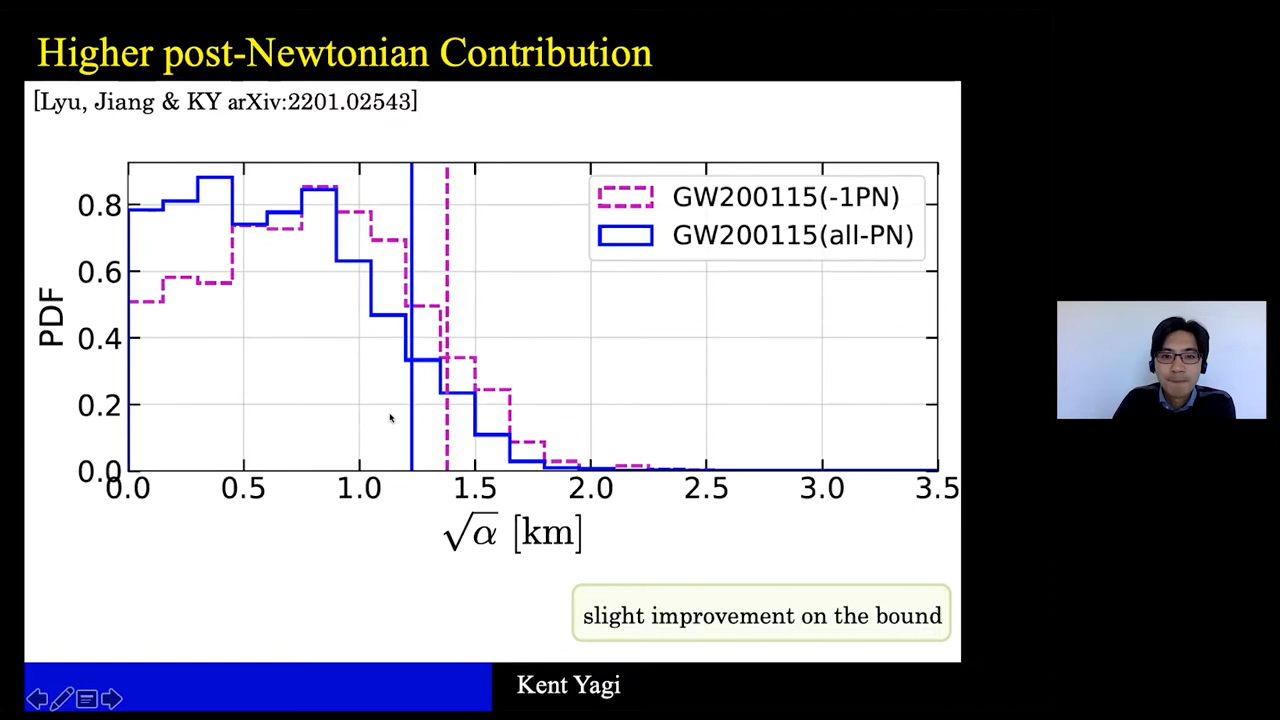 Higher post-Newtonian Contribution
[Lyu, Jiang & KY arXiv:2201.02543]
GW200115(-1PN)
GW200115(all-PN)
PDF
0.8
0.6
0.4
0.2
0.0
0.0 0.5 1.0 1.5 2.0 2.5 3.0 3.5
√α [km]
slight improvement on the bound
Kent Yagi